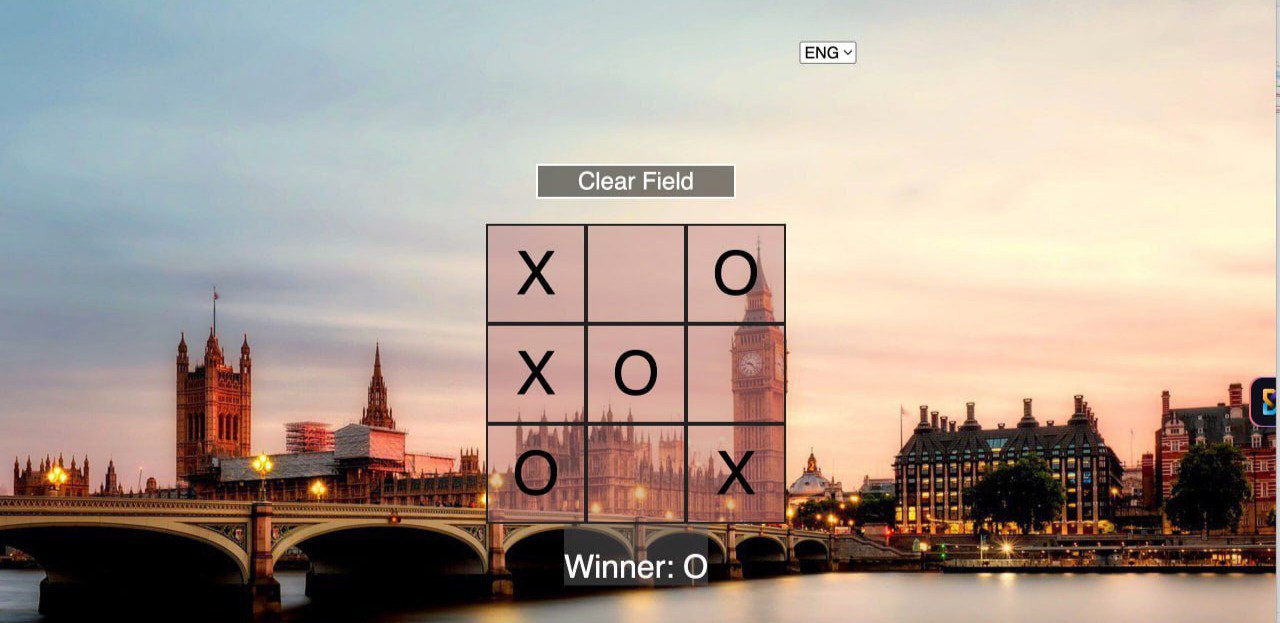 ENG
Clear Field
X O
X O
O X
Winner: O